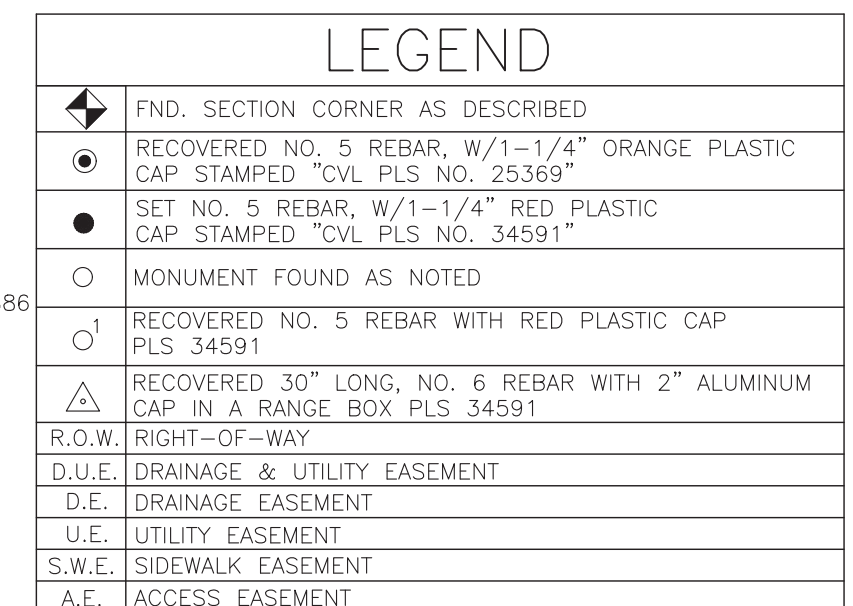 LEGEND
FND. SECTION CORNER AS DESCRIBED
RECOVERED NO. 5 REBAR, W/1-1/4" ORANGE PLASTIC
CAP STAMPED "CVL PLS NO. 25369"
SET NO. 5 REBAR, W/1-1/4" RED PLASTIC
CAP STAMPED "CVL PLS NO. 34591"
MONUMENT FOUND AS NOTED
86
1 RECOVERED NO. 5 REBAR WITH RED PLASTIC CAP
PLS 34591
RECOVERED 30" LONG, NO. 6 REBAR WITH 2" ALUMINUM
CAP IN A RANGE BOX PLS 34591
R.O.W. RIGHT-OF-WAY
D.U.E. DRAINAGE & UTILITY EASEMENT
D.E. DRAINAGE EASEMENT
U.E. UTILITY EASEMENT
S.W.E. SIDEWALK EASEMENT
A.E. ACCESS EASEMENT